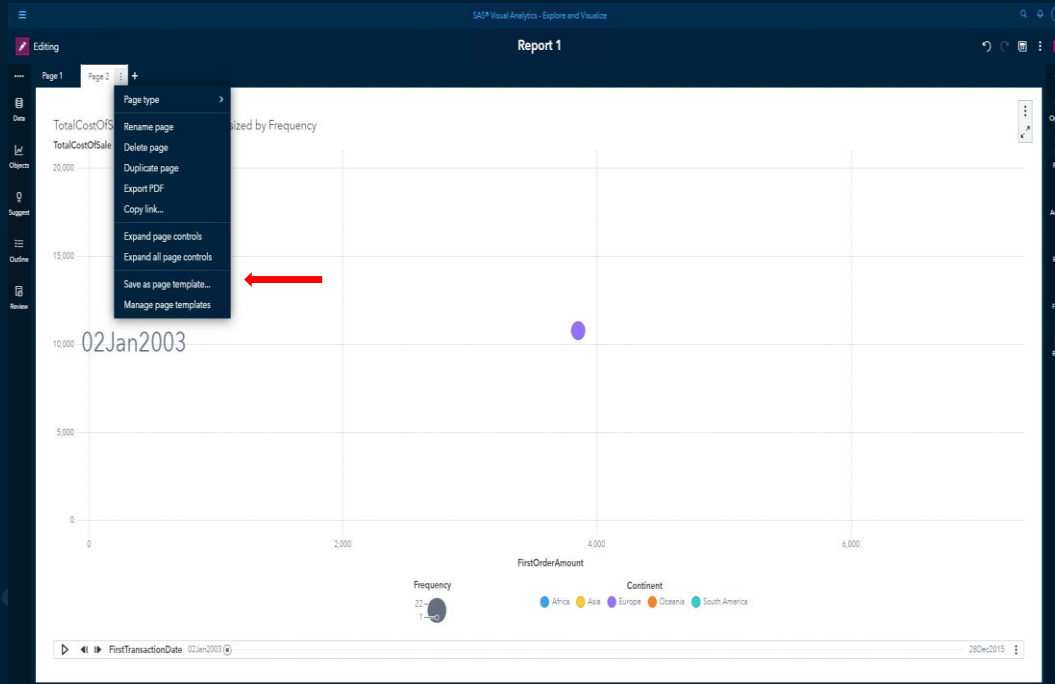 SAS® Visual Analytics - Explore and Visualize
Editing
Report 1
Page 1
Page 2
Data
Objects
Suggest
Outline
Review
Page type
Rename page
Delete page
Duplicate page
Export PDF
Copy link...
Expand page controls
Expand all page controls
Save as page template...
Manage page templates
TotalCostOfS sized by Frequency
TotalCostOfSale
20,000
15,000
10,000
5,000
0
02Jan2003
0 2,000 4,000 6,000
FirstOrderAmount
Frequency
22
1
Continent
Africa Asia Europe Oceania South America
FirstTransactionDate 02Jan2003 28Dec2015